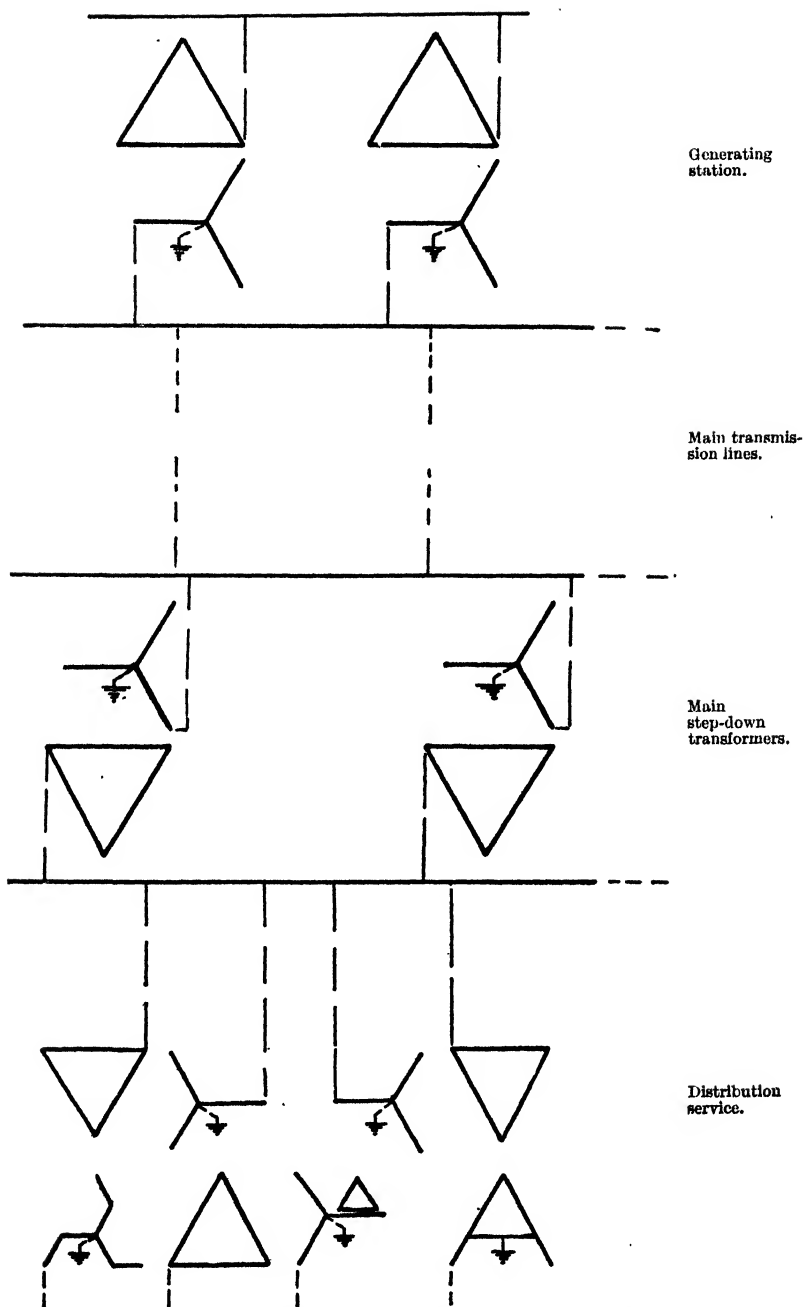 Generating
station.
Main transmis-
sion lines.
Main
step-down
transformers.
Distribution
service.